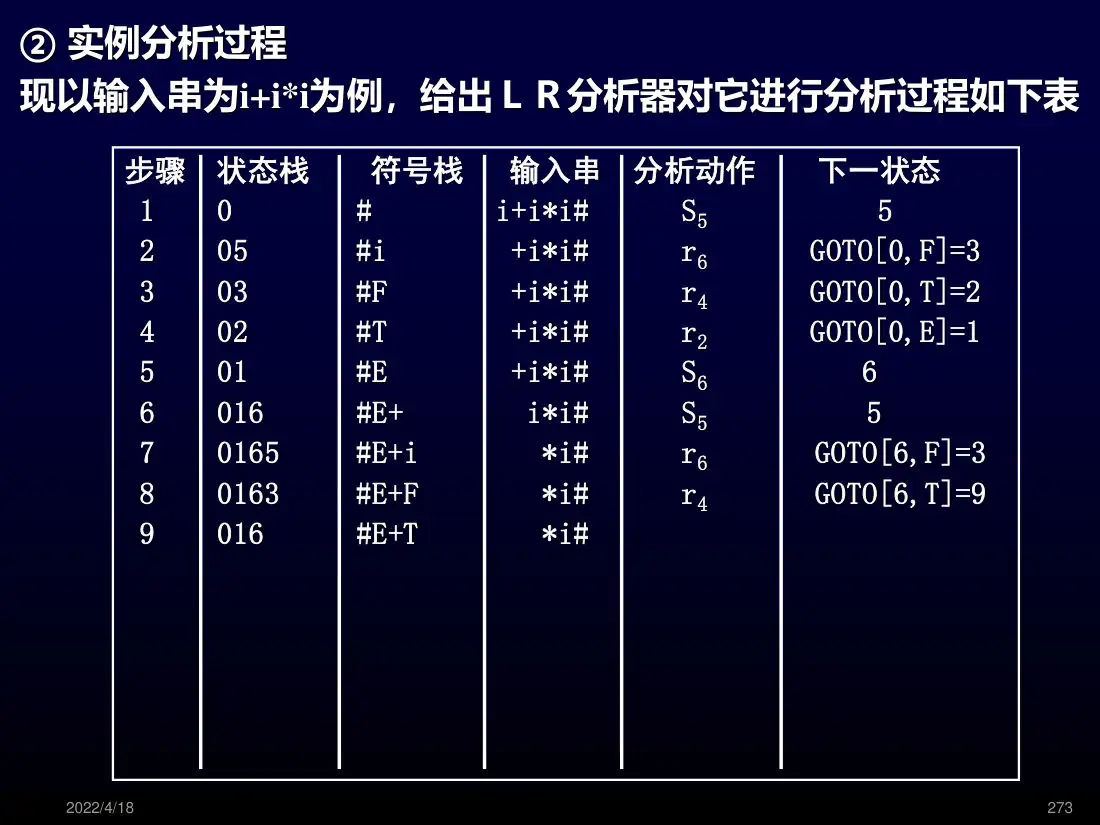 ② 实例分析过程
现以输入串为i+i*i为例，给出ＬＲ分析器对它进行分析过程如下表
步骤 状态栈 符号栈 输入串 分析动作 下一状态
1 0 # i+i*i# S5 5
2 05 #i +i*i# r6 GOTO[0,F]=3
3 03 #F +i*i# r4 GOTO[0,T]=2
4 02 #T +i*i# r2 GOTO[0,E]=1
5 01 #E +i*i# S6 6
6 016 #E+ i*i# S5 5
7 0165 #E+i *i# r6 GOTO[6,F]=3
8 0163 #E+F *i# r4 GOTO[6,T]=9
9 016 #E+T *i#
2022/4/18 273